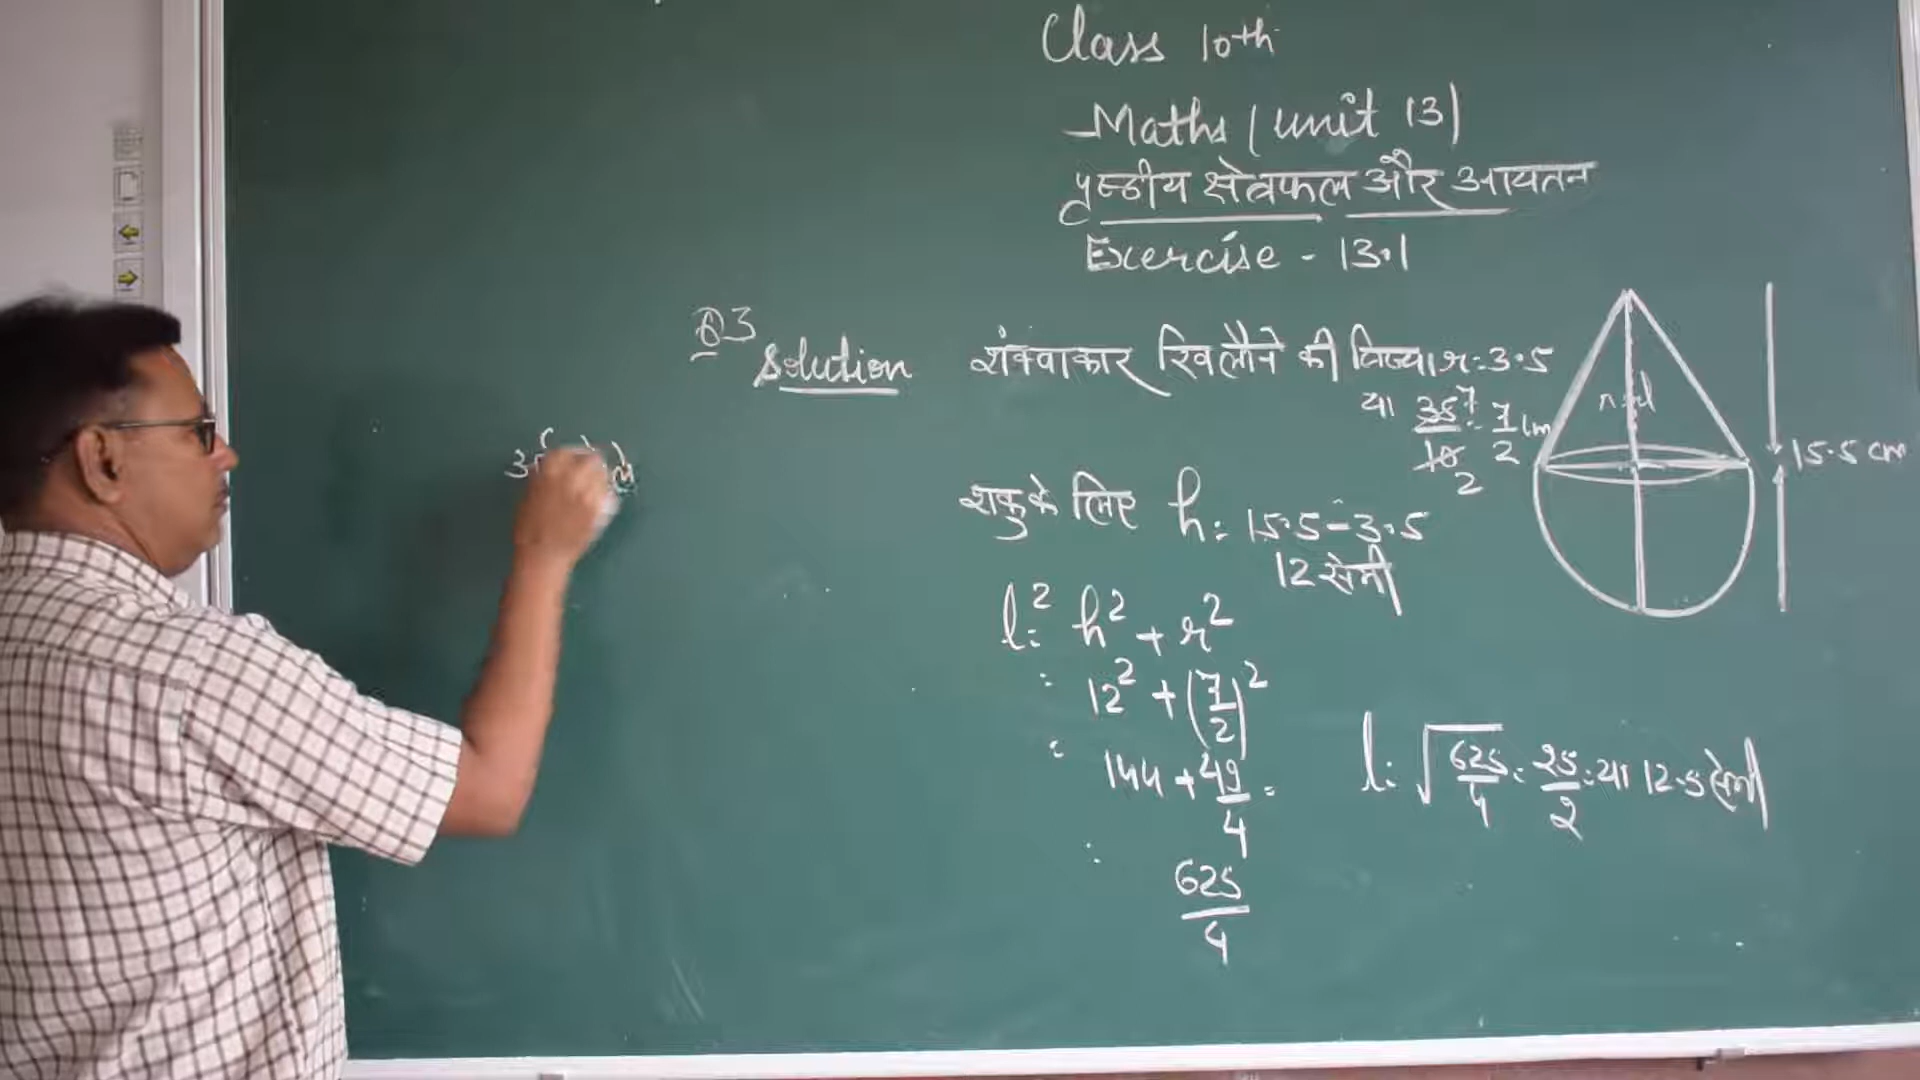 Class 10th
Maths (unit 13)
पृष्ठीय क्षेत्रफल और आयतन
Exercise - 13.1
Q3
Solution शंक्वाकार खिलौने की त्रिज्या r = 3.5
या 35/10 7 2 = 7/2 cm
शंकु के लिए h = 15.5 - 3.5
12 सेमी
l² = h² + r²
= 12² + (7/2)²
= 144 + 49/4 =
625/4
l = √625/4 = 25/2 = या 12.5 सेमी
15.5 cm